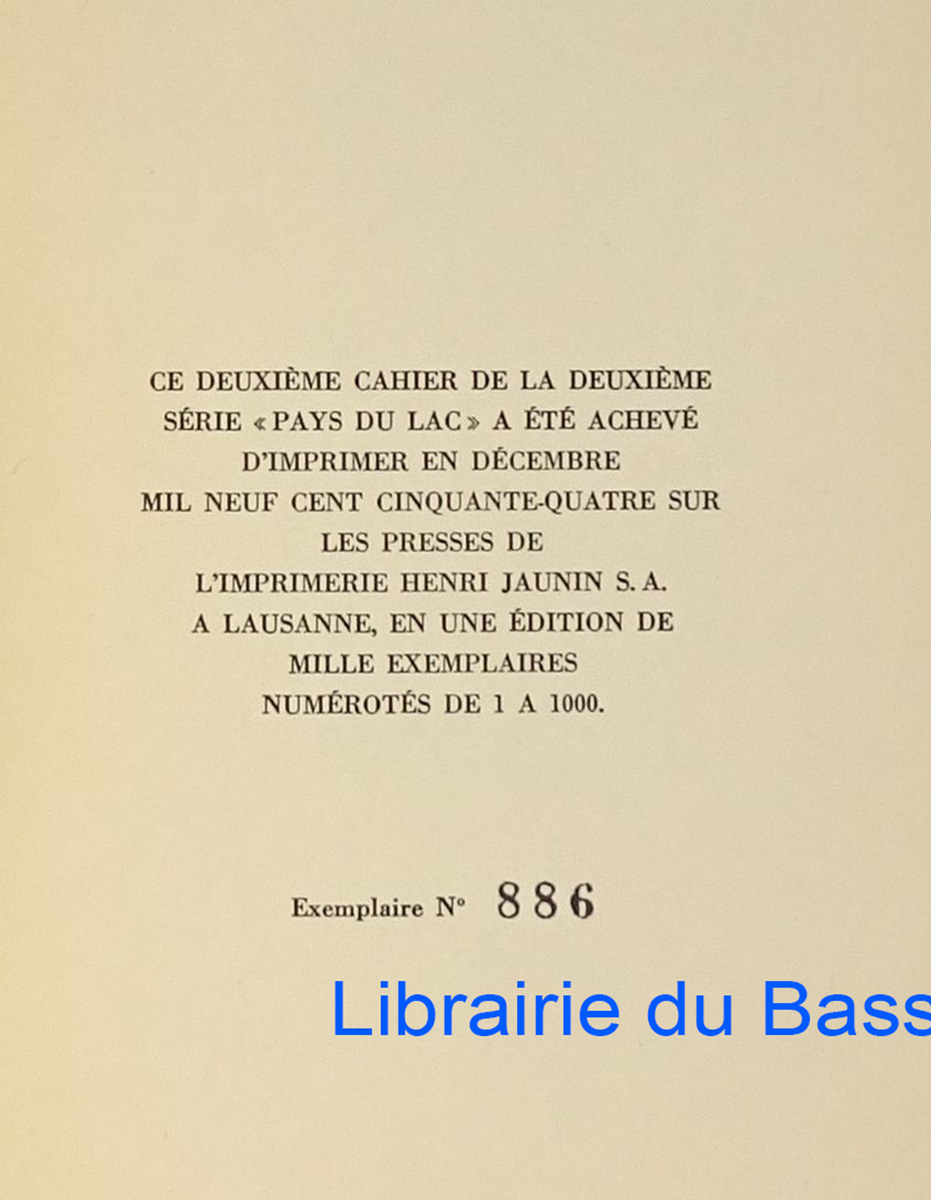 CE DEUXIÈME CAHIER DE LA DEUXIÈME
SÉRIE « PAYS DU LAC » A ÉTÉ ACHEVÉ
D'IMPRIMER EN DÉCEMBRE
MIL NEUF CENT CINQUANTE-QUATRE SUR
LES PRESSES DE
L'IMPRIMERIE HENRI JAUNIN S. A.
A LAUSANNE, EN UNE ÉDITION DE
MILLE EXEMPLAIRES
NUMÉROTÉS DE 1 A 1000.
Exemplaire Nº 886
Librairie du Bass